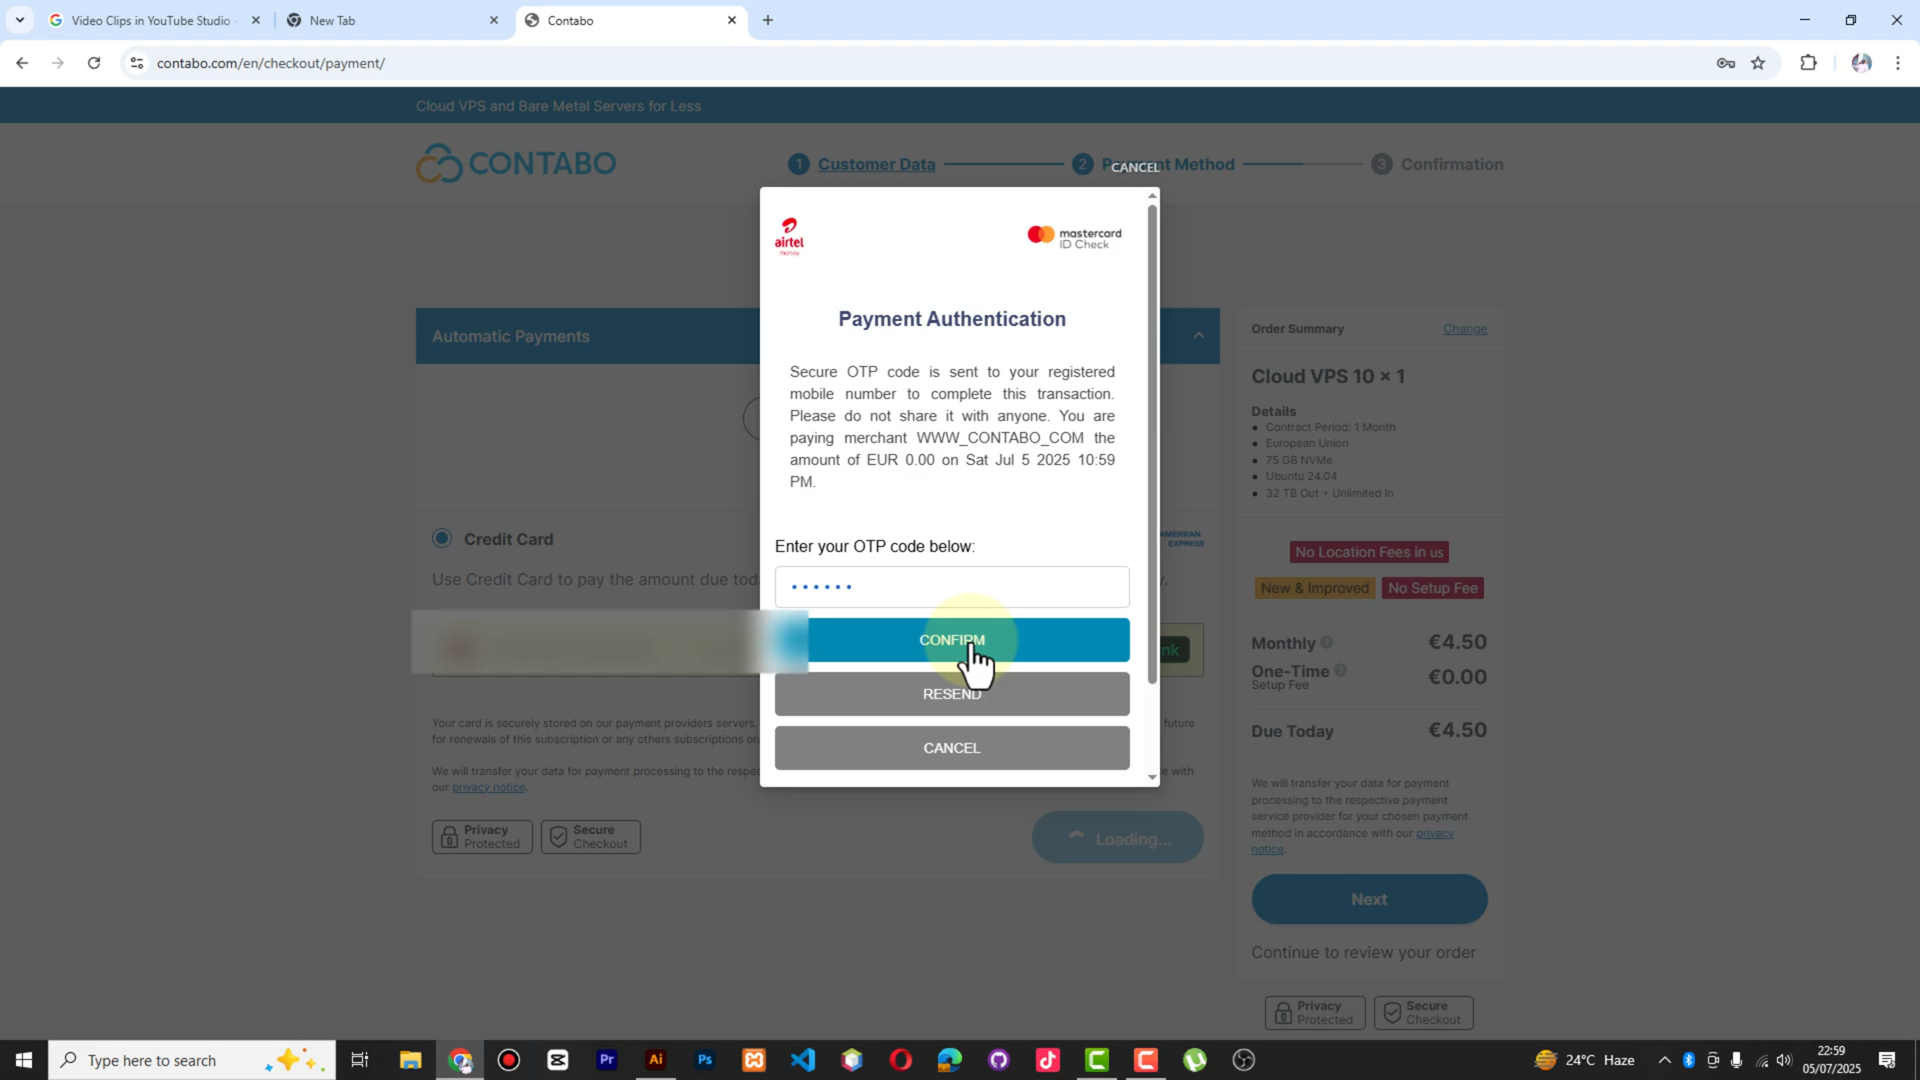 Video Clips in YouTube Studio
New Tab
Contabo
contabo.com/en/checkout/payment/
Cloud VPS and Bare Metal Servers for Less
CONTABO
1 Customer Data
2 Payment Method
3 Confirmation
CANCEL
airtel
money
mastercard
ID Check
Payment Authentication
Secure OTP code is sent to your registered
mobile number to complete this transaction.
Please do not share it with anyone. You are
paying merchant WWW_CONTABO_COM the
amount of EUR 0.00 on Sat Jul 5 2025 10:59
PM.
Enter your OTP code below:
CONFIRM
RESEND
CANCEL
Automatic Payments
Credit Card
AMERICAN
EXPRESS
Use Credit Card to pay the amount due
Your card is securely stored on our payment providers servers.
future
for renewals of this subscription or any others subscriptions
We will transfer your data for payment processing to the
with
our privacy notice.
Privacy
Protected
Secure
Checkout
Loading...
Order Summary
Change
Cloud VPS 10 × 1
Details
• Contract Period: 1 Month
• European Union
• 75 GB NVMe
• Ubuntu 24.04
• 32 TB Out + Unlimited In
No Location Fees in us
New & Improved
No Setup Fee
Monthly €4.50
One-Time €0.00
Setup Fee
Due Today €4.50
We will transfer your data for payment
processing to the respective payment
service provider for your chosen payment
method in accordance with our privacy
notice.
Next
Continue to review your order
Privacy
Protected
Secure
Checkout
Type here to search
24°C Haze
22:59
05/07/2025